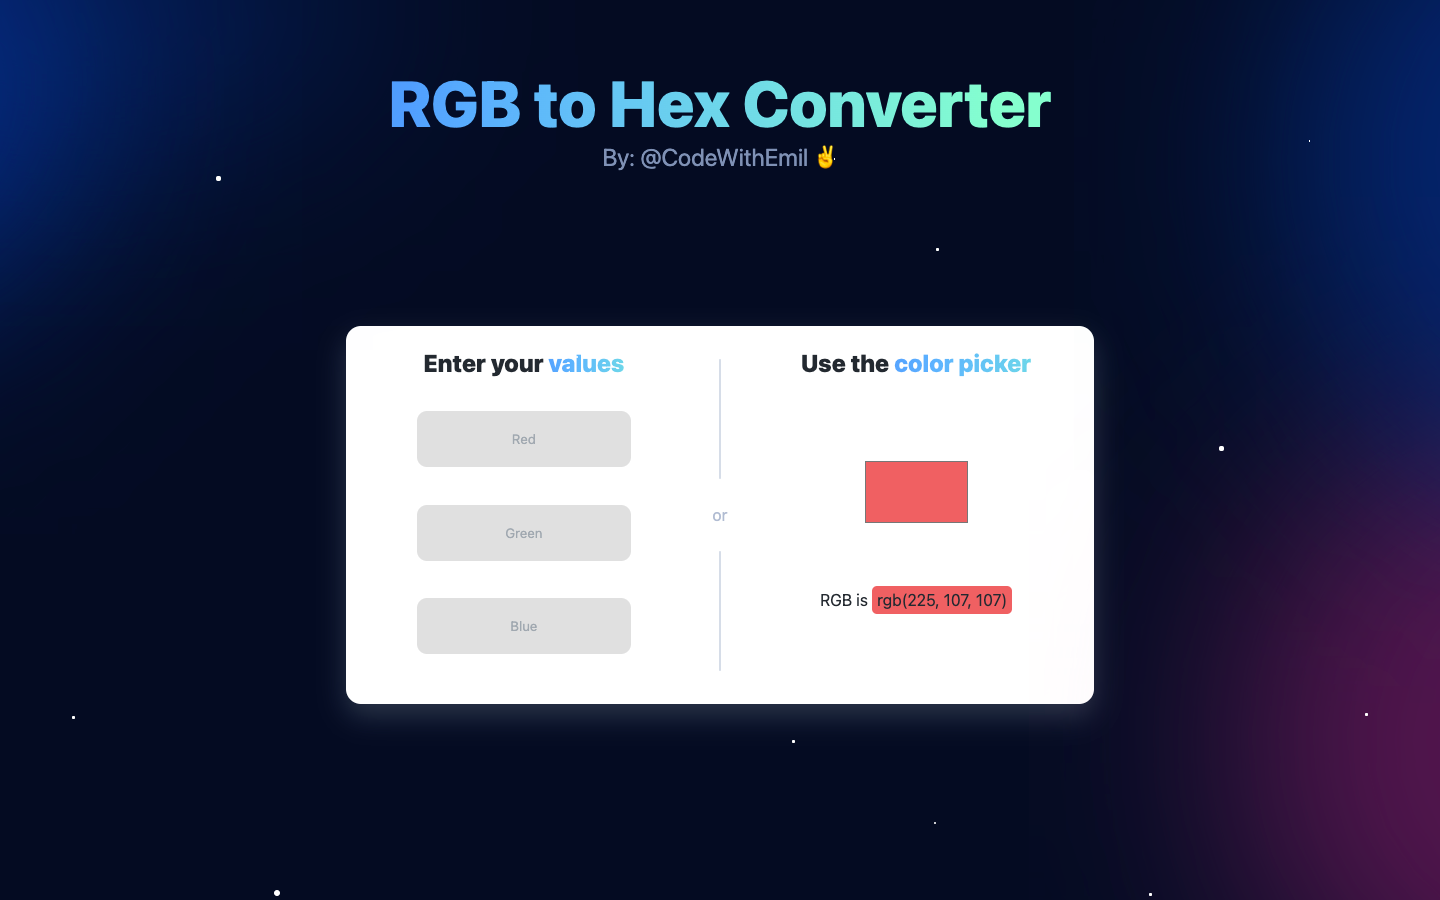 RGB to Hex Converter
By: @CodeWithEmil ✌️
Enter your values
Red
Green
Blue
or
Use the color picker
RGB is rgb(225, 107, 107)